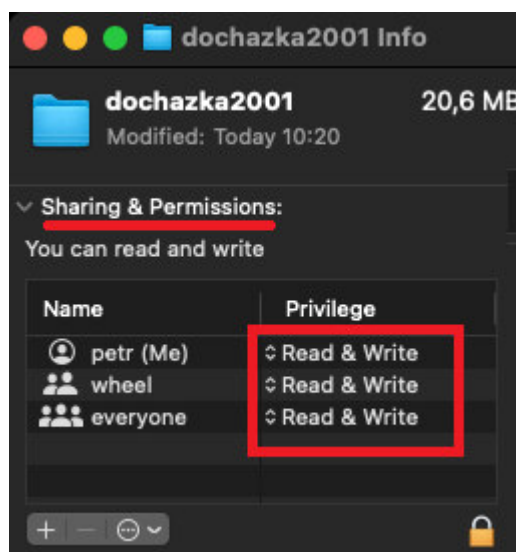 dochazka2001 Info
dochazka2001 20,6 MB
Modified: Today 10:20
Sharing & Permissions:
You can read and write
Name Privilege
petr (Me) Read & Write
wheel Read & Write
everyone Read & Write